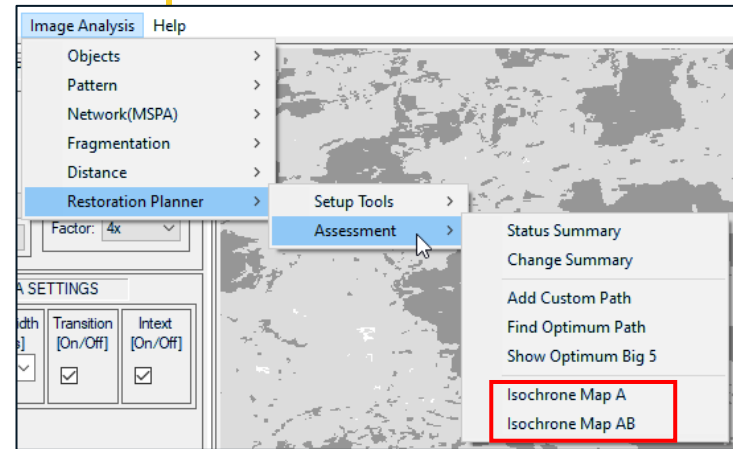 Image Analysis Help
Objects >
Pattern >
Network(MSPA) >
Fragmentation >
Distance >
Restoration Planner >
Setup Tools >
Assessment >
Status Summary
Change Summary
Add Custom Path
Find Optimum Path
Show Optimum Big 5
Isochrone Map A
Isochrone Map AB
Factor: 4x
SETTINGS
Transition Intext
[On/Off] [On/Off]